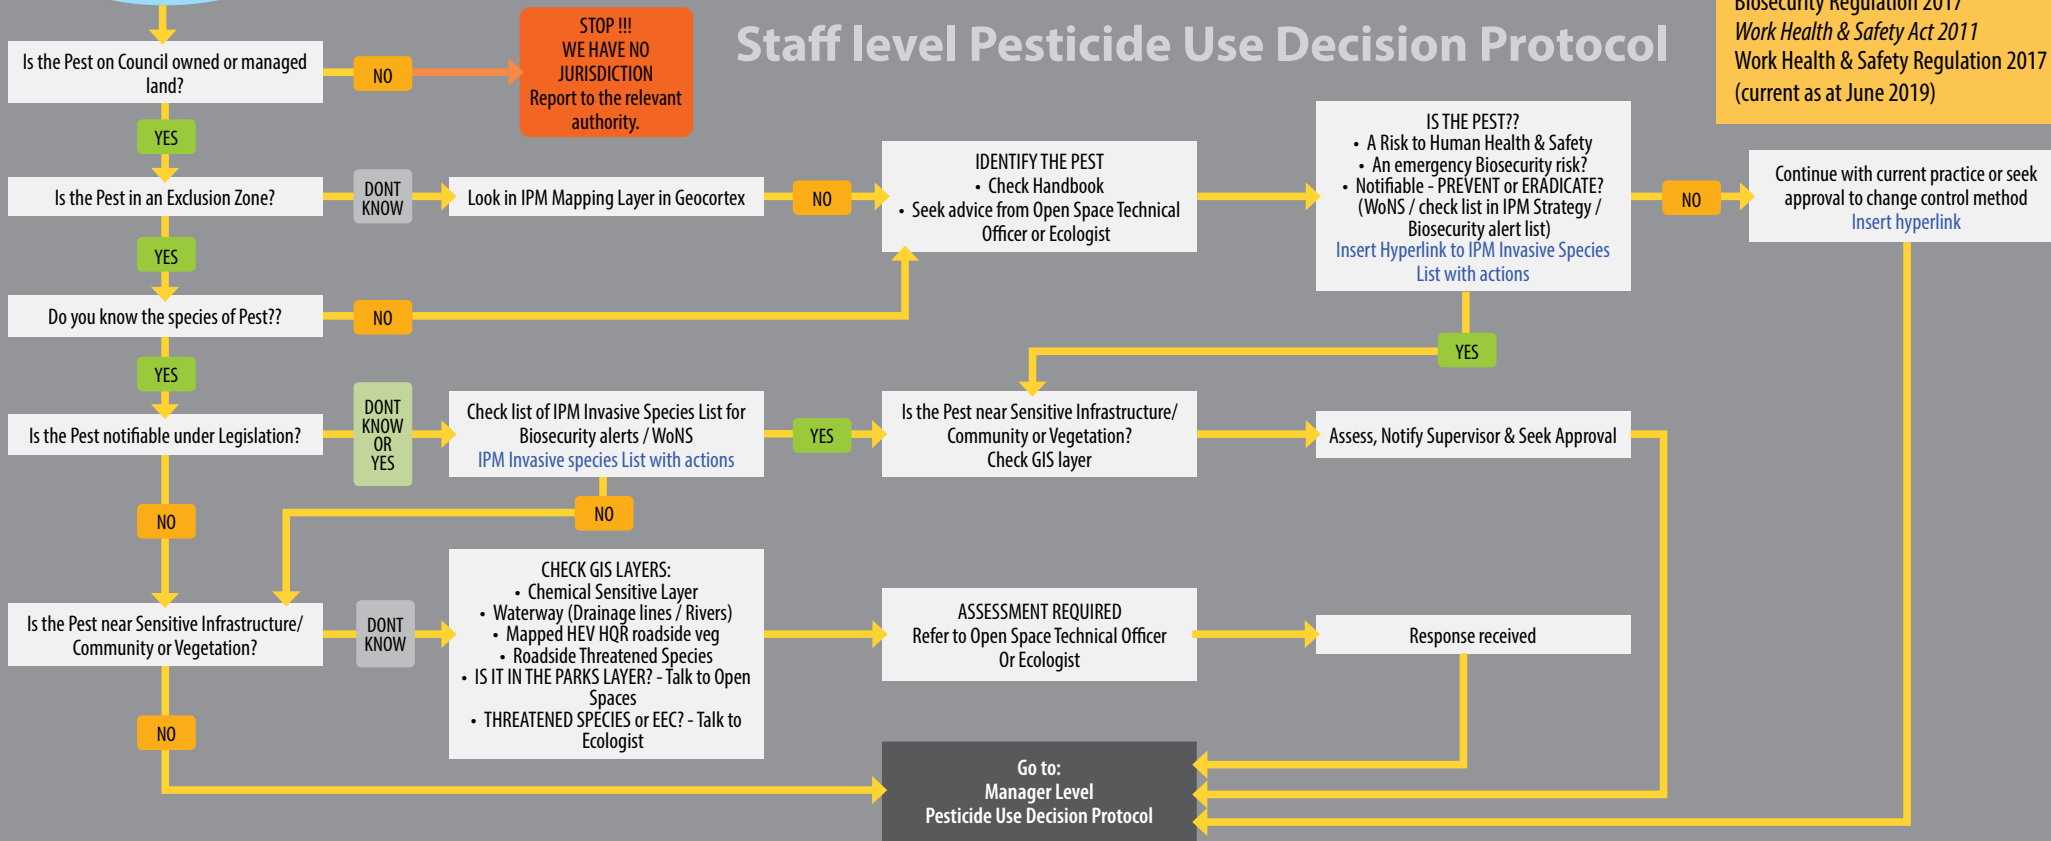 Staff level Pesticide Use Decision Protocol
Biosecurity Regulation 2017
Work Health & Safety Act 2011
Work Health & Safety Regulation 2017
(current as at June 2019)
Is the Pest on Council owned or managed
land?
NO
STOP !!!
WE HAVE NO
JURISDICTION
Report to the relevant
authority.
YES
Is the Pest in an Exclusion Zone?
DONT
KNOW
Look in IPM Mapping Layer in Geocortex
NO
IDENTIFY THE PEST
• Check Handbook
• Seek advice from Open Space Technical
Officer or Ecologist
IS THE PEST??
• A Risk to Human Health & Safety
• An emergency Biosecurity risk?
• Notifiable - PREVENT or ERADICATE?
(WoNS / check list in IPM Strategy /
Biosecurity alert list)
Insert Hyperlink to IPM Invasive Species
List with actions
NO
Continue with current practice or seek
approval to change control method
Insert hyperlink
YES
Do you know the species of Pest??
NO
YES
YES
Is the Pest notifiable under Legislation?
DONT
KNOW
OR
YES
Check list of IPM Invasive Species List for
Biosecurity alerts / WoNS
IPM Invasive species List with actions
YES
Is the Pest near Sensitive Infrastructure/
Community or Vegetation?
Check GIS layer
Assess, Notify Supervisor & Seek Approval
NO
NO
Is the Pest near Sensitive Infrastructure/
Community or Vegetation?
DONT
KNOW
CHECK GIS LAYERS:
• Chemical Sensitive Layer
• Waterway (Drainage lines / Rivers)
• Mapped HEV HQR roadside veg
• Roadside Threatened Species
• IS IT IN THE PARKS LAYER? - Talk to Open
Spaces
• THREATENED SPECIES or EEC? - Talk to
Ecologist
ASSESSMENT REQUIRED
Refer to Open Space Technical Officer
Or Ecologist
Response received
NO
Go to:
Manager Level
Pesticide Use Decision Protocol